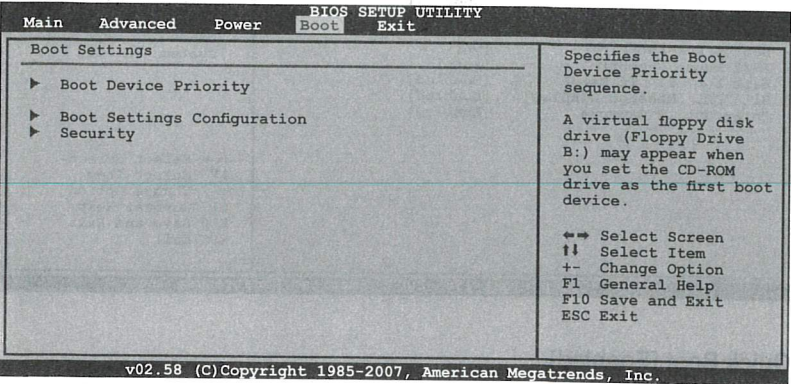 BIOS SETUP UTILITY
Main Advanced Power Boot Exit
Boot Settings
Boot Device Priority
Boot Settings Configuration
Security
Specifies the Boot
Device Priority
sequence.
A virtual floppy disk
drive (Floppy Drive
B:) may appear when
you set the CD-ROM
drive as the first boot
device.
←→ Select Screen
↑↓ Select Item
+- Change Option
F1 General Help
F10 Save and Exit
ESC Exit
v02.58 (C)Copyright 1985-2007, American Megatrends, Inc.